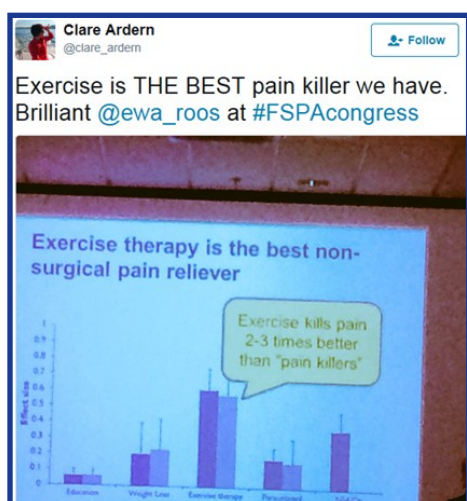 Clare Ardern
@clare_ardern
Follow
Exercise is THE BEST pain killer we have.
Brilliant @ewa_roos at #FSPAcongress
Exercise therapy is the best non-
surgical pain reliever
Exercise kills pain
2-3 times better
than "pain killers"
1
0.9
0.8
0.7
0.6
0.5
0.4
0.3
0.2
0.1
0
Effect size
Education
Weight Loss
Exercise therapy
Paracetamol